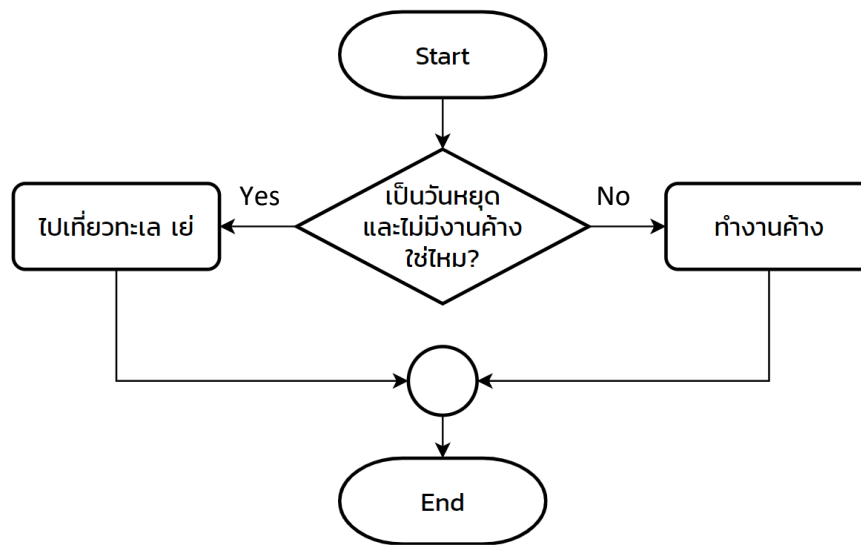 Start
เป็นวันหยุด
และไม่มีงานค้าง
ใช่ไหม?
Yes
No
ไปเที่ยวทะเล เย่
ทำงานค้าง
End